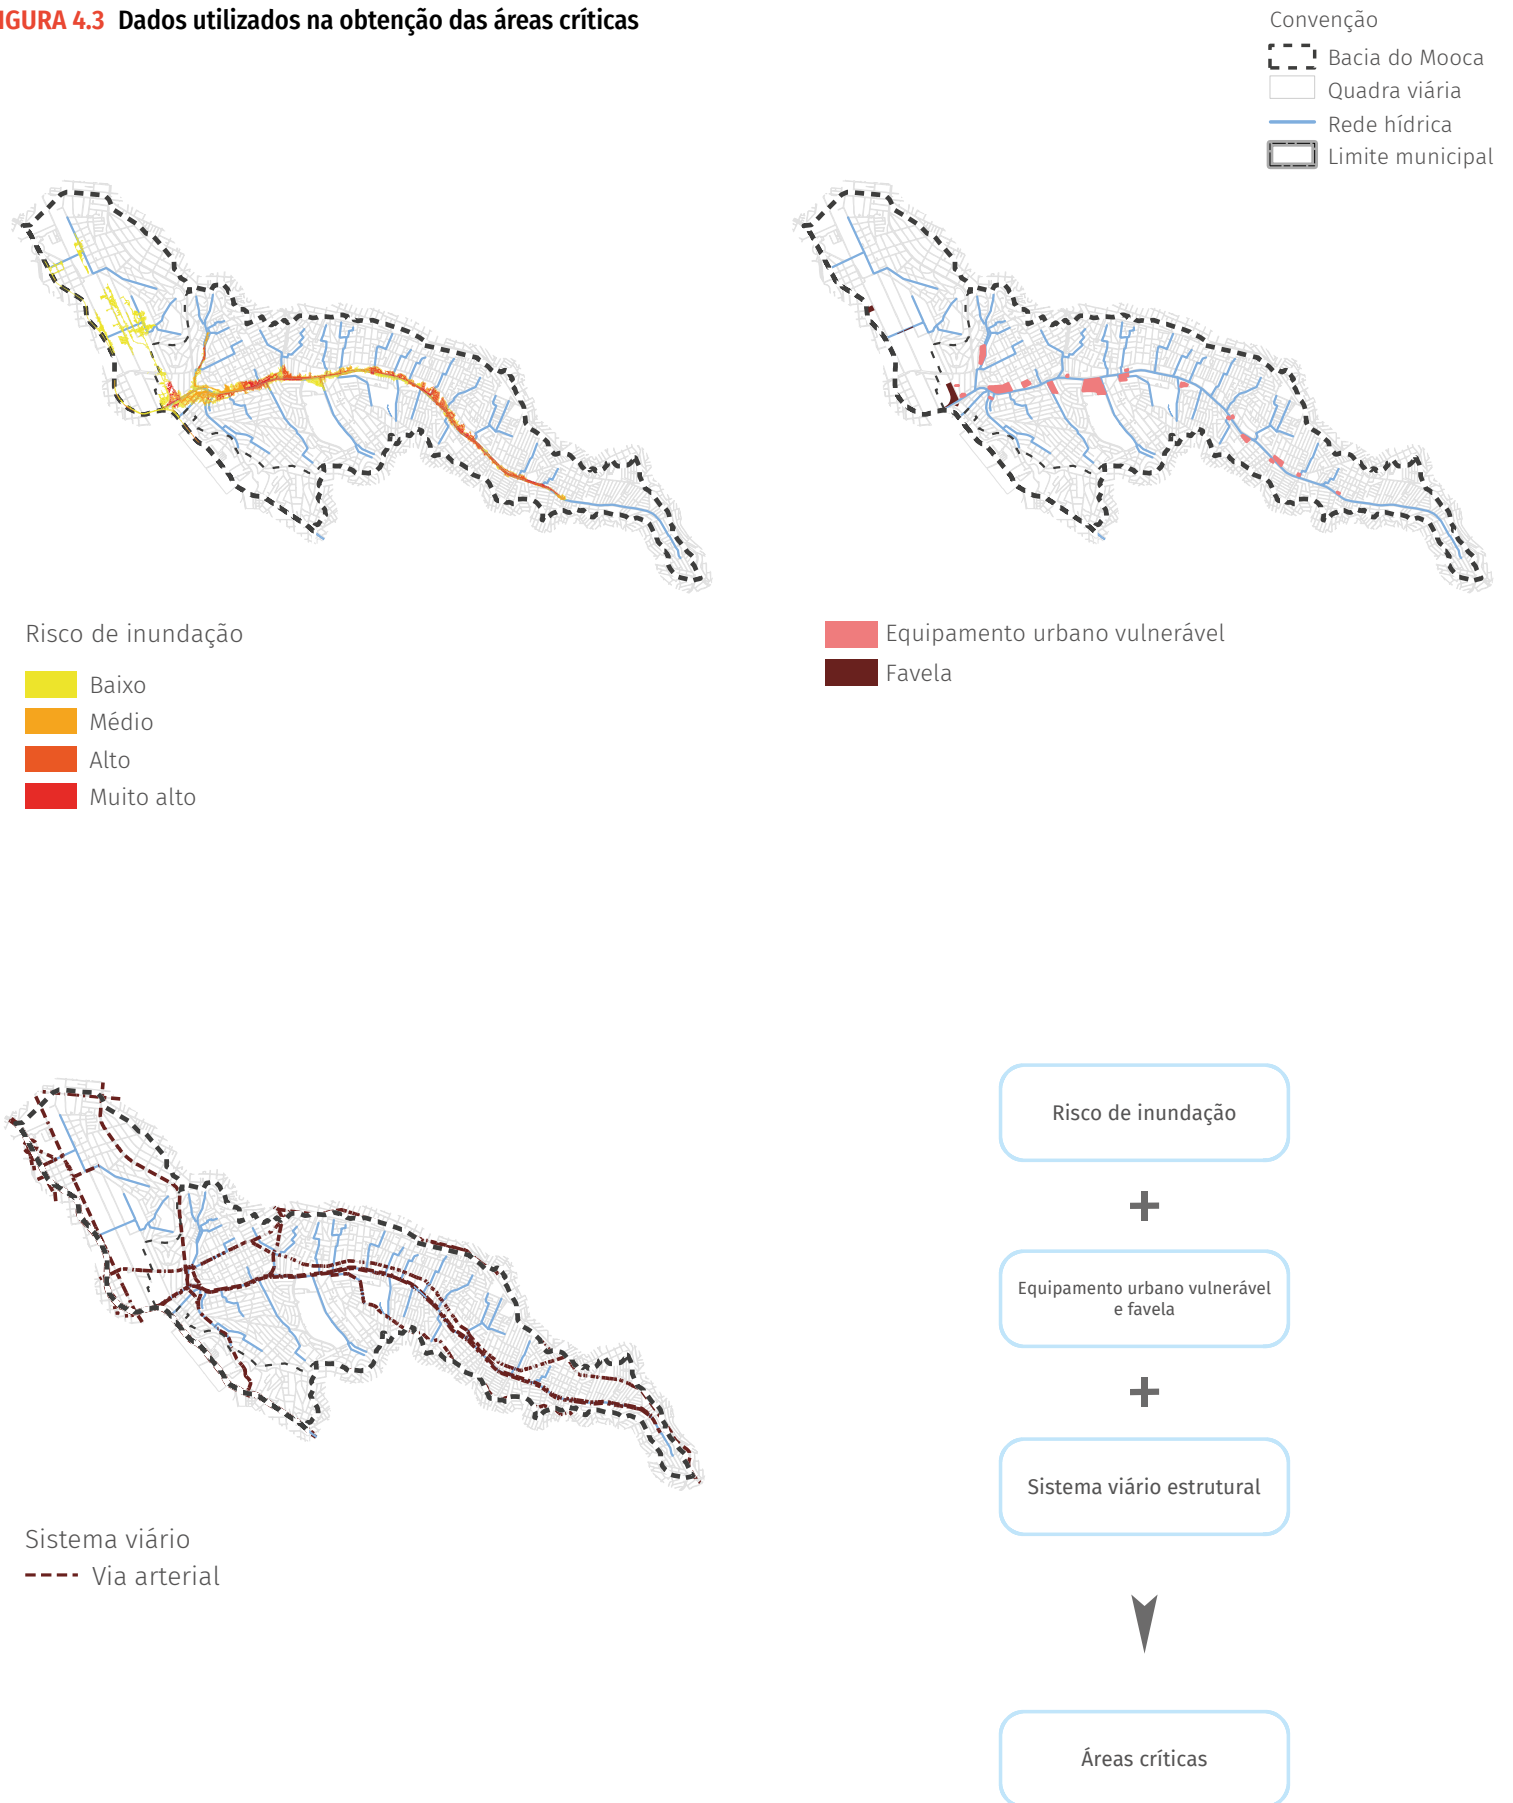 IGURA 4.3 Dados utilizados na obtenção das áreas críticas
Convenção
Bacia do Mooca
Quadra viária
Rede hídrica
Limite municipal
Risco de inundação
Baixo
Médio
Alto
Muito alto
Equipamento urbano vulnerável
Favela
Sistema viário
Via arterial
Risco de inundação
+
Equipamento urbano vulnerável
e favela
+
Sistema viário estrutural
Áreas críticas